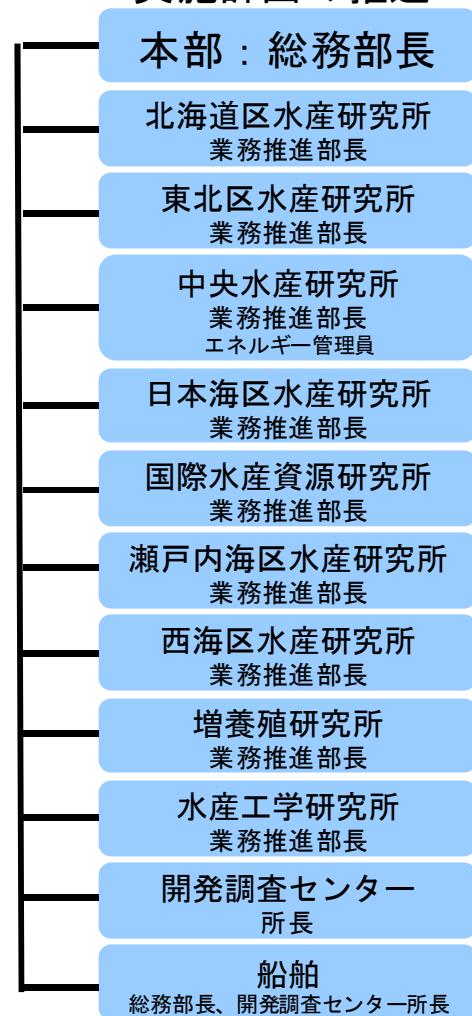 実施計画の推進
本部：総務部長
北海道区水産研究所
業務推進部長
東北区水産研究所
業務推進部長
中央水産研究所
業務推進部長
エネルギー管理員
日本海区水産研究所
業務推進部長
国際水産資源研究所
業務推進部長
瀬戸内海区水産研究所
業務推進部長
西海区水産研究所
業務推進部長
増養殖研究所
業務推進部長
水産工学研究所
業務推進部長
開発調査センター
所長
船舶
総務部長、開発調査センター所長